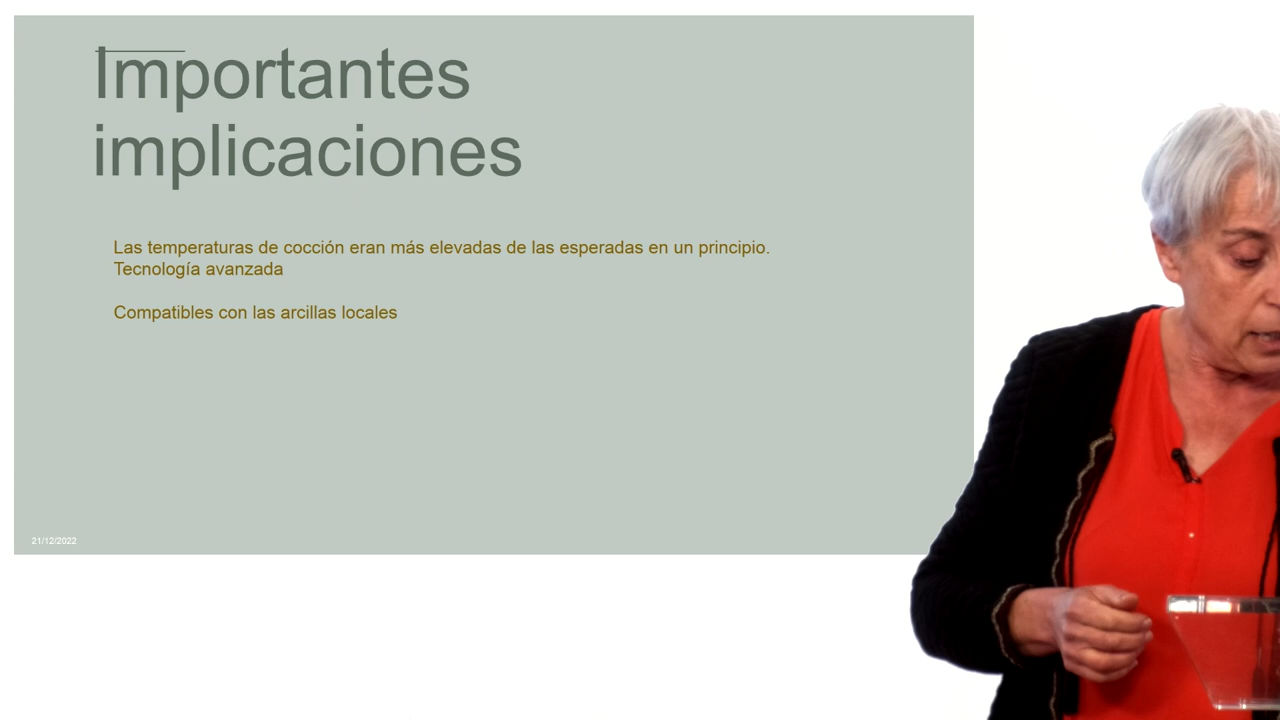 Importantes
implicaciones
Las temperaturas de cocción eran más elevadas de las esperadas en un principio.
Tecnología avanzada
Compatibles con las arcillas locales
21/12/2022